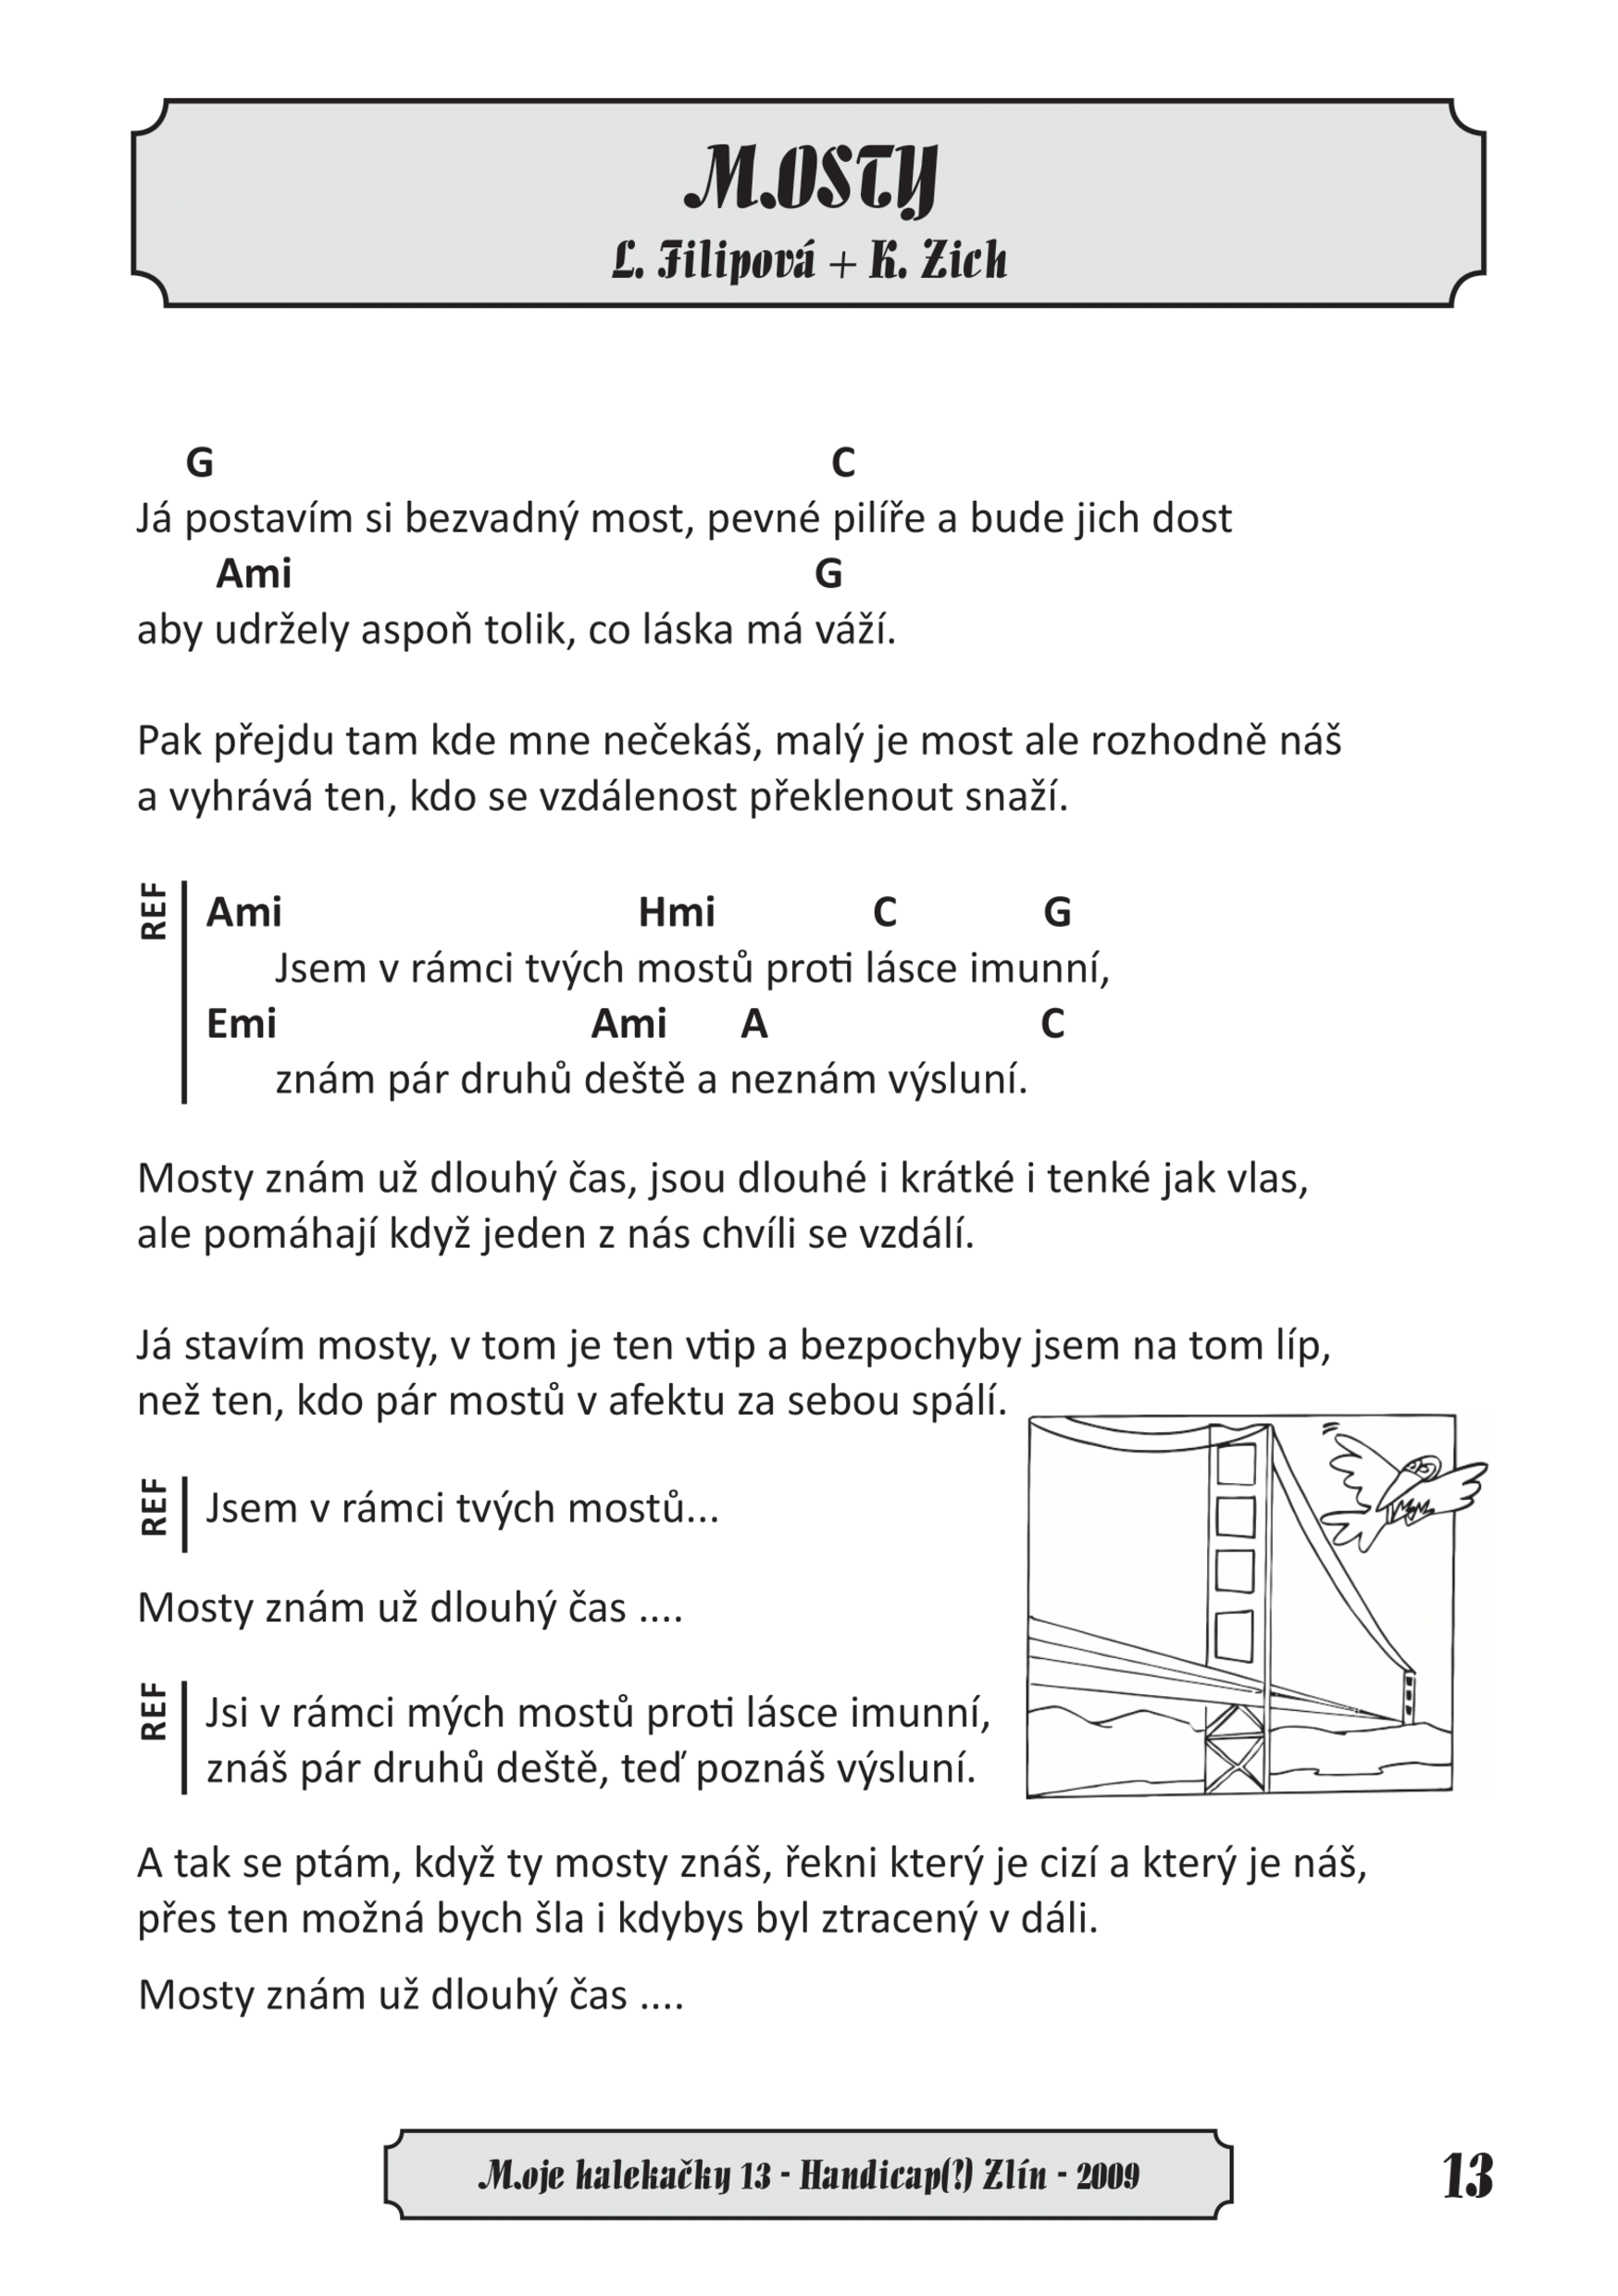 MOSTY
L. Filipová + K. Zich
G C
Já postavím si bezvadný most, pevné pilíře a bude jich dost
Ami G
aby udržely aspoň tolik, co láska má váží.
Pak přejdu tam kde mne nečekáš, malý je most ale rozhodně náš
a vyhrává ten, kdo se vzdálenost překlenout snaží.
REF
Ami Hmi C G
Jsem v rámci tvých mostů proti lásce imunní,
Emi Ami A C
znám pár druhů deště a neznám výsluní.
Mosty znám už dlouhý čas, jsou dlouhé i krátké i tenké jak vlas,
ale pomáhají když jeden z nás chvíli se vzdálí.
Já stavím mosty, v tom je ten vtip a bezpochyby jsem na tom líp,
než ten, kdo pár mostů v afektu za sebou spálí.
REF
Jsem v rámci tvých mostů...
Mosty znám už dlouhý čas ....
REF
Jsi v rámci mých mostů proti lásce imunní,
znáš pár druhů deště, teď poznáš výsluní.
A tak se ptám, když ty mosty znáš, řekni který je cizí a který je náš,
přes ten možná bych šla i kdybys byl ztracený v dáli.
Mosty znám už dlouhý čas ....
Moje halekačky 13 - Handicap(?) Zlín - 2009
13